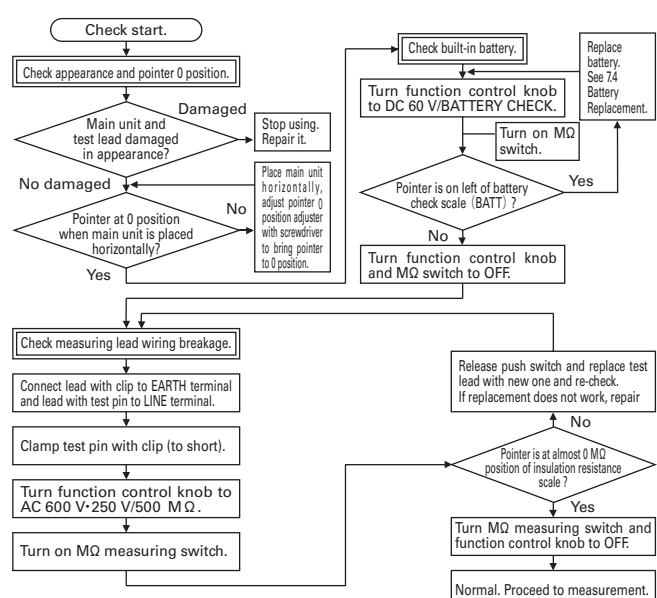 Check start.
Check appearance and pointer 0 position.
Damaged
Main unit and
test lead damaged
in appearance?
Stop using.
Repair it.
No damaged
Pointer at 0 position
when main unit is placed
horizontally?
No
Place main unit
horizontally,
adjust pointer 0
position adjuster
with screwdriver
to bring pointer
to 0 position.
Yes
Check built-in battery.
Turn function control knob
to DC 60 V/BATTERY CHECK.
Turn on MΩ
switch.
Replace
battery.
See 7.4
Battery
Replacement.
Pointer is on left of battery
check scale (BATT) ?
Yes
No
Turn function control knob
and MΩ switch to OFF.
Check measuring lead wiring breakage.
Connect lead with clip to EARTH terminal
and lead with test pin to LINE terminal.
Clamp test pin with clip (to short).
Turn function control knob to
AC 600 V･250 V/500 MΩ.
Turn on MΩ measuring switch.
Release push switch and replace test
lead with new one and re-check.
If replacement does not work, repair
No
Pointer is at almost 0 MΩ
position of insulation resistance
scale ?
Yes
Turn MΩ measuring switch and
function control knob to OFF.
Normal. Proceed to measurement.